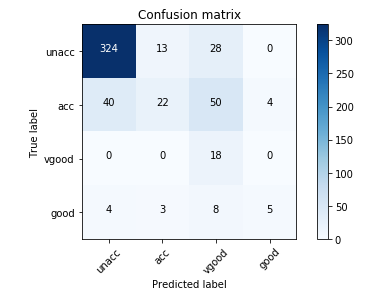 Confusion matrix
True label
unacc 324 13 28 0
acc 40 22 50 4
vgood 0 0 18 0
good 4 3 8 5
unacc acc vgood good
Predicted label
300
250
200
150
100
50
0